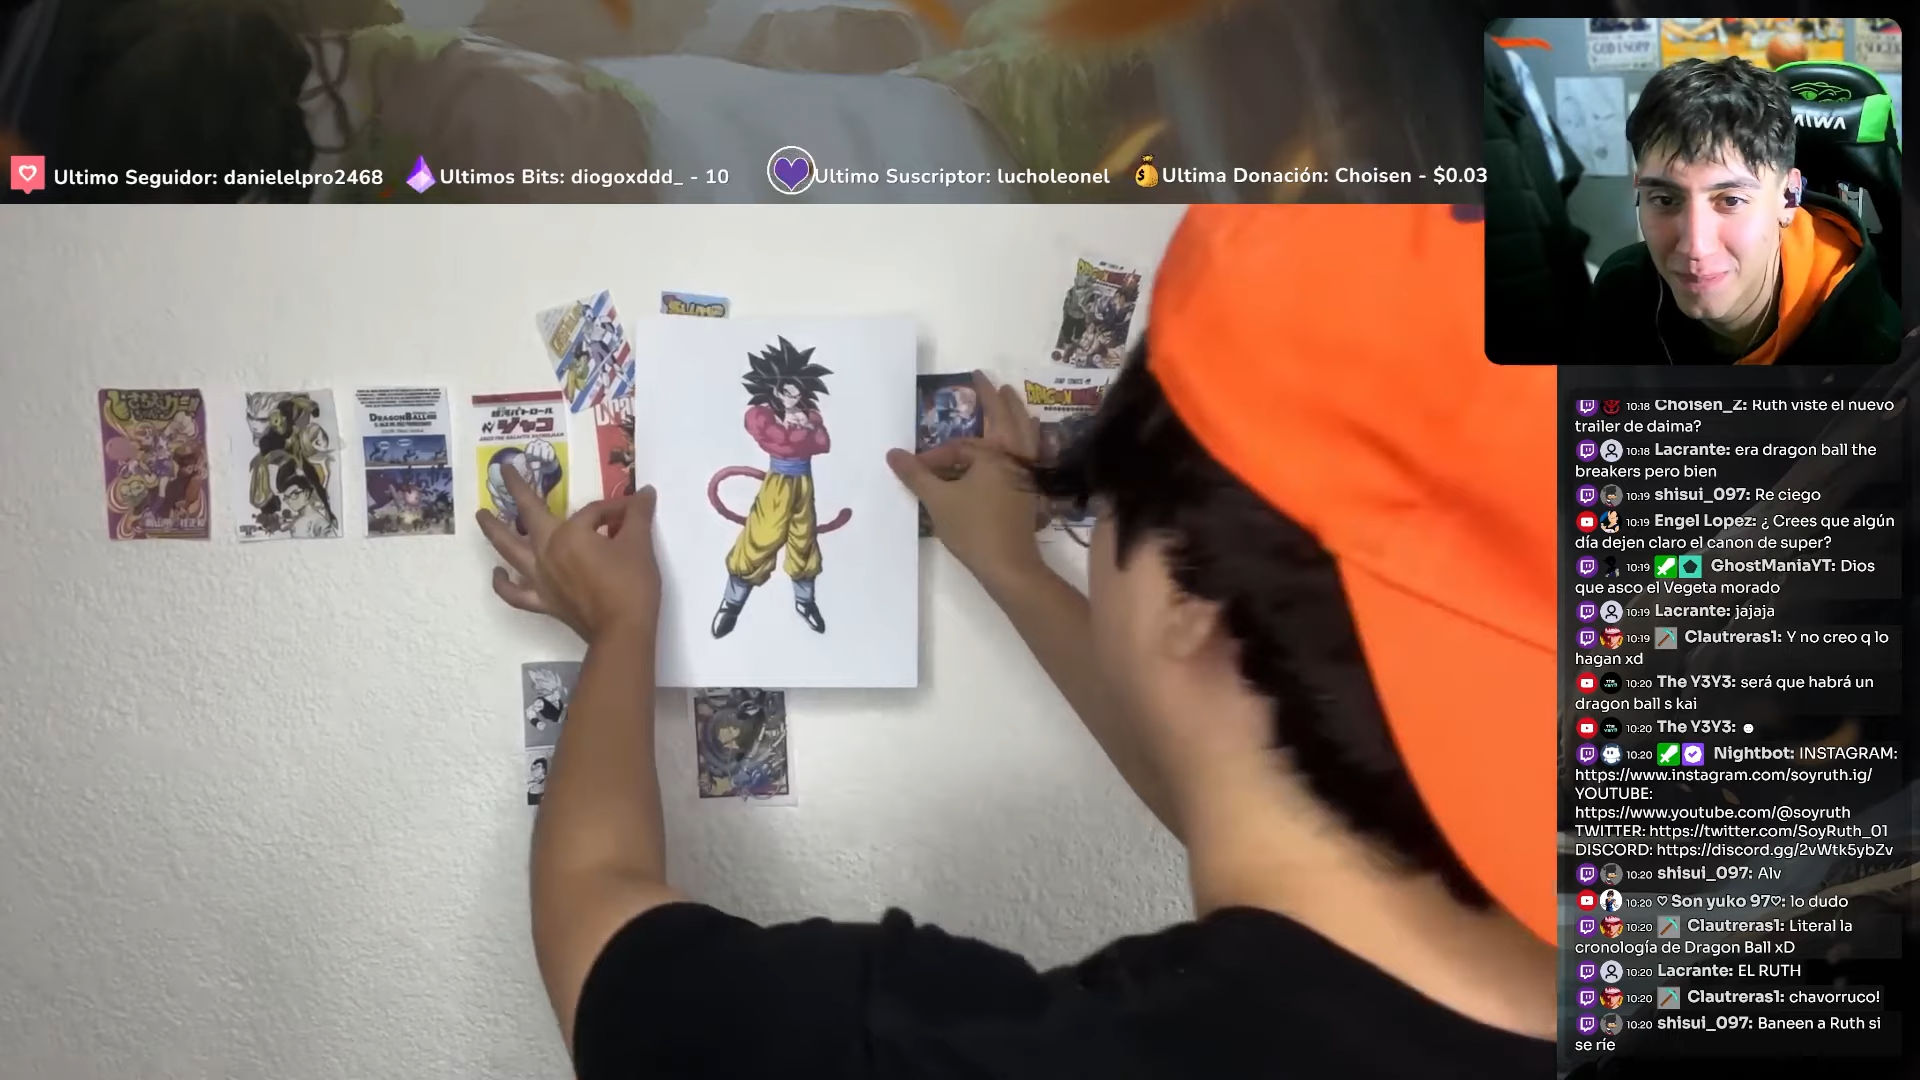 GOD USOPP
Ultimo Seguidor: danielelpro2468
Ultimos Bits: diogoxddd_ - 10
Ultimo Suscriptor: lucholeonel
Ultima Donación: Choisen - $0.03
DRAGON BALL
ジャコ
10:18 Choisen_Z: Ruth viste el nuevo
trailer de daima?
10:18 Lacrante: era dragon ball the
breakers pero bien
10:19 shisui_097: Re ciego
10:19 Engel Lopez: ¿ Crees que algún
día dejen claro el canon de super?
10:19 GhostManiaYT: Dios
que asco el Vegeta morado
10:19 Lacrante: jajaja
10:19 Clautreras1: Y no creo q lo
hagan xd
10:20 The Y3Y3: será que habrá un
dragon ball s kai
10:20 The Y3Y3: ☻
10:20 Nightbot: INSTAGRAM:
https://www.instagram.com/soyruth.ig/
YOUTUBE:
https://www.youtube.com/@soyruth
TWITTER: https://twitter.com/SoyRuth_01
DISCORD: https://discord.gg/2vWtk5ybZv
10:20 shisui_097: Alv
10:20 ♡ Son yuko 97♡: lo dudo
10:20 Clautreras1: Literal la
cronología de Dragon Ball xD
10:20 Lacrante: EL RUTH
10:20 Clautreras1: chavorruco!
10:20 shisui_097: Baneen a Ruth si
se ríe